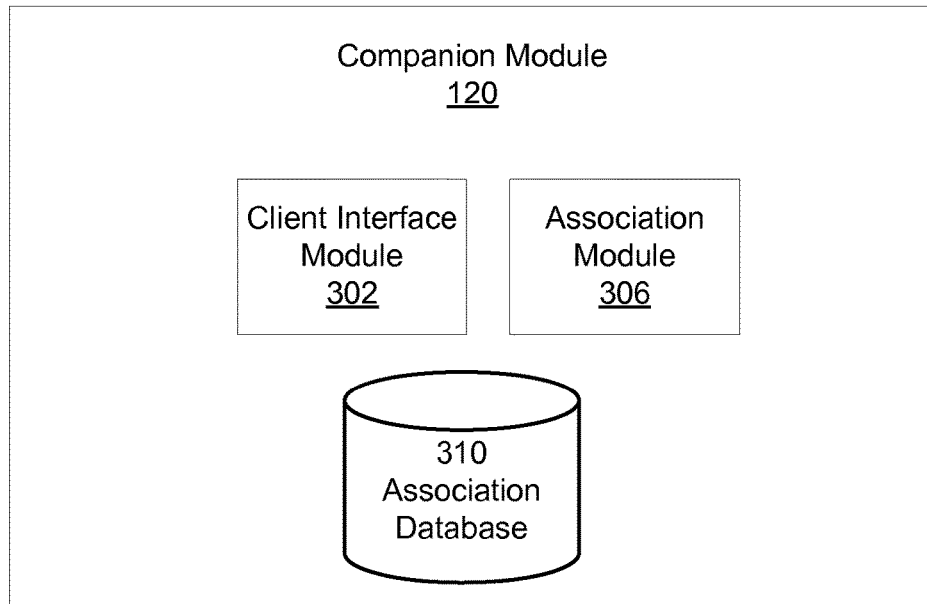 Companion Module
120
Client Interface
Module
302
Association
Module
306
310
Association
Database